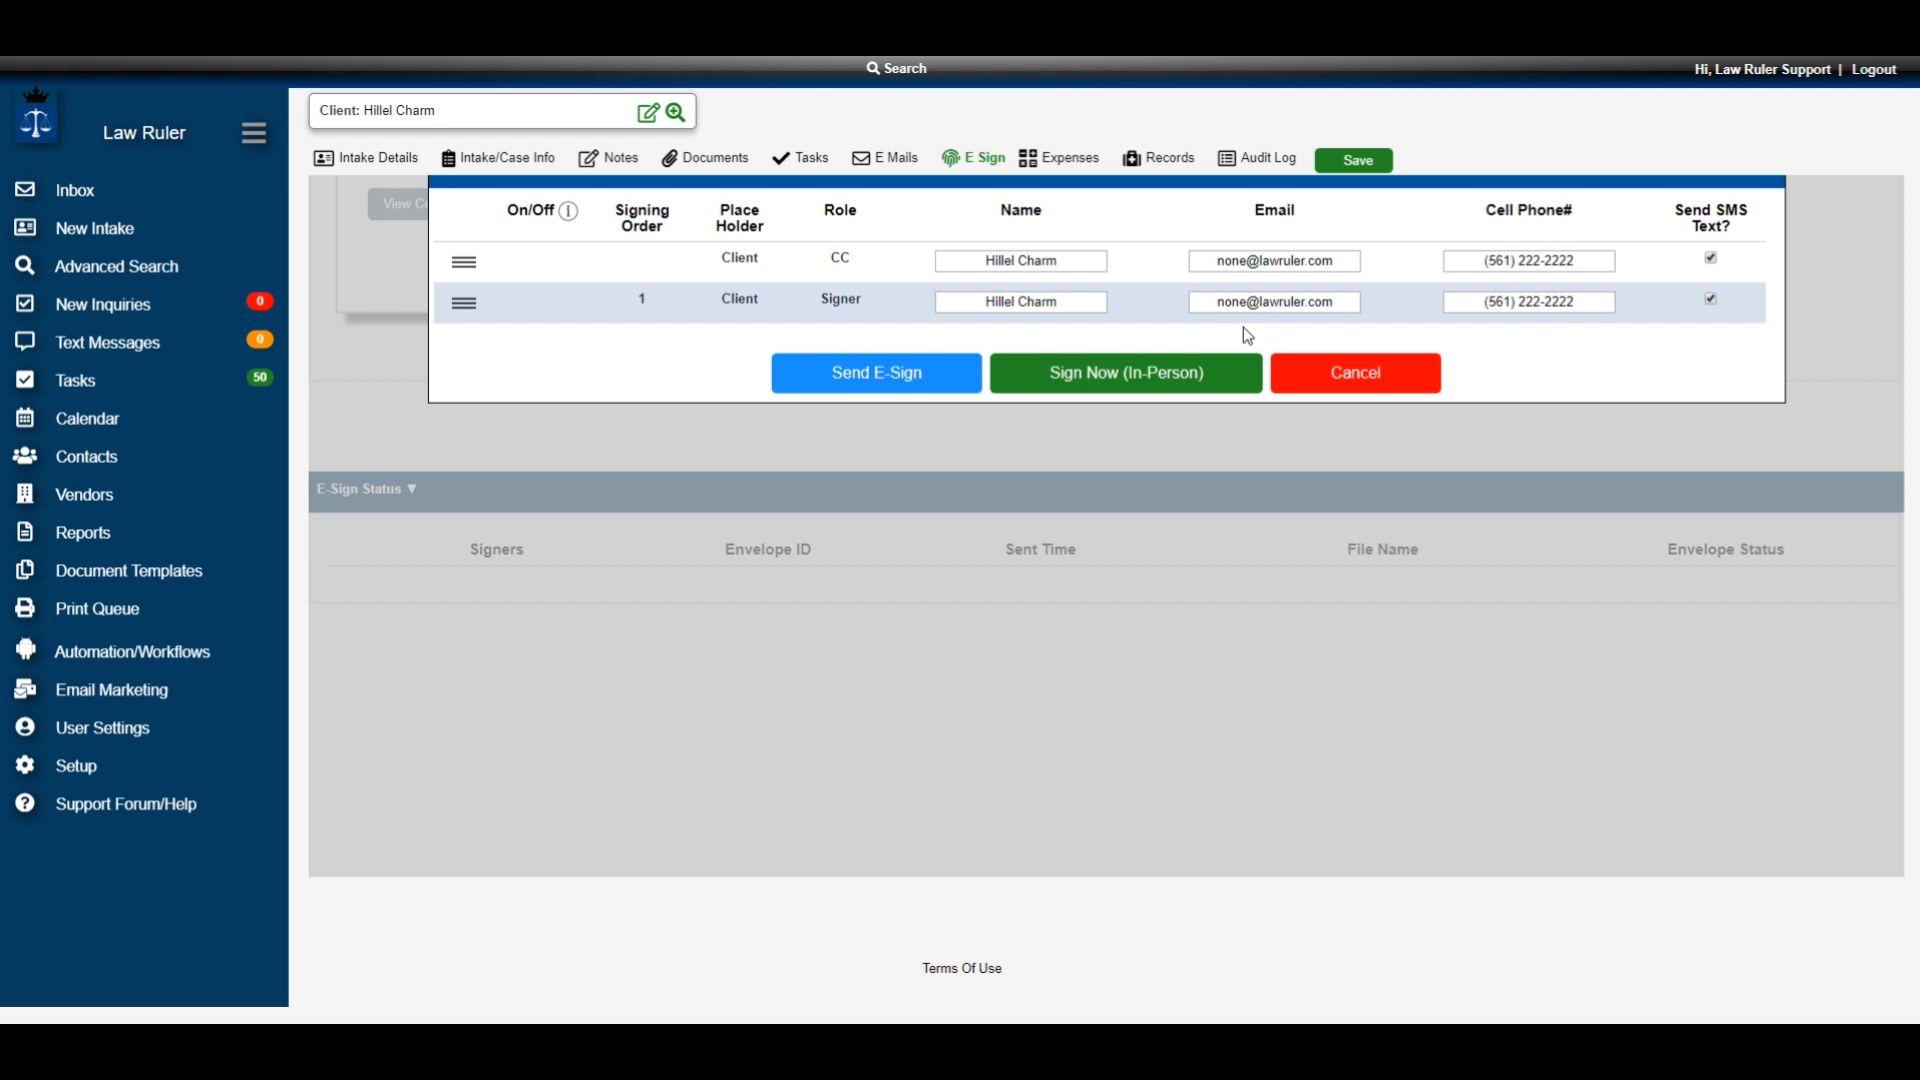 Search
Hi, Law Ruler Support | Logout
Law Ruler
Client: Hillel Charm
Intake Details
Intake/Case Info
Notes
Documents
Tasks
E Mails
E Sign
Expenses
Records
Audit Log
Save
Inbox
New Intake
Advanced Search
New Inquiries 0
Text Messages 0
Tasks 50
Calendar
Contacts
Vendors
Reports
Document Templates
Print Queue
Automation/Workflows
Email Marketing
User Settings
Setup
Support Forum/Help
View
On/Off
Signing Order
Place Holder
Role
Name
Email
Cell Phone#
Send SMS Text?
Client CC Hillel Charm none@lawruler.com (561) 222-2222
1 Client Signer Hillel Charm none@lawruler.com (561) 222-2222
Send E-Sign
Sign Now (In-Person)
Cancel
E-Sign Status ▼
Signers Envelope ID Sent Time File Name Envelope Status
Terms Of Use